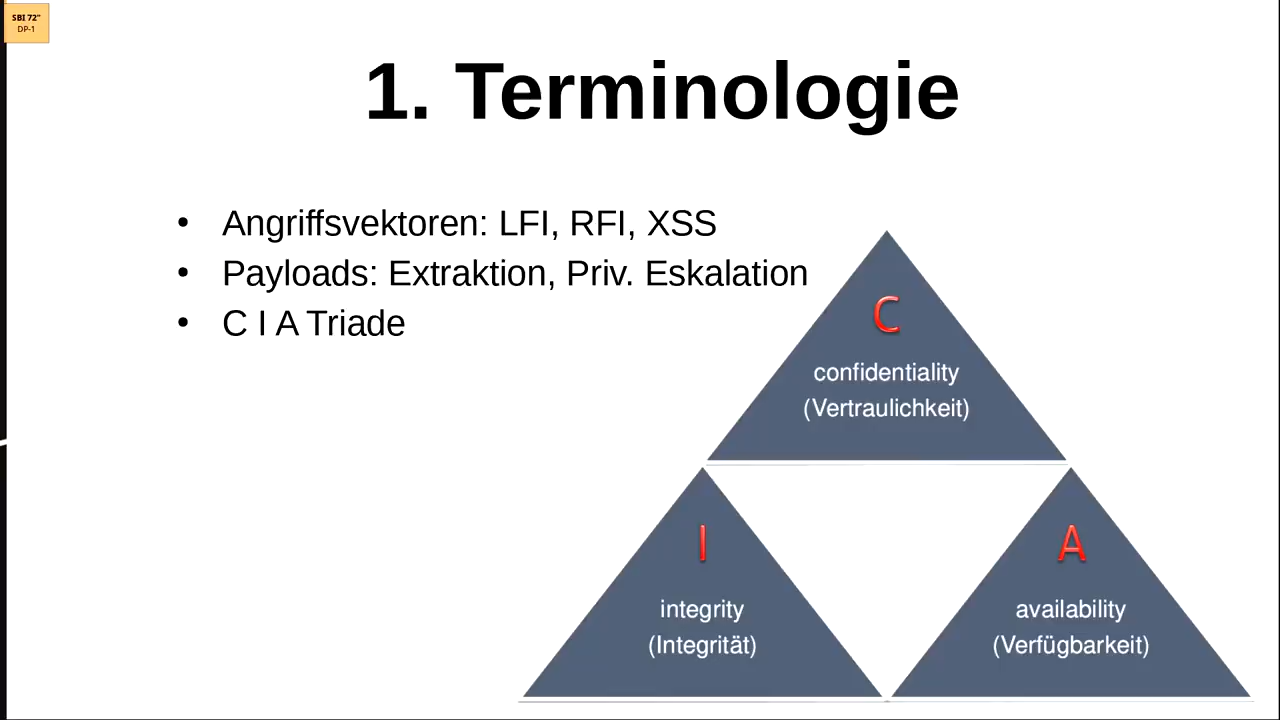 SBI 72"
DP-1
1. Terminologie
• Angriffsvektoren: LFI, RFI, XSS
• Payloads: Extraktion, Priv. Eskalation
• C I A Triade
C
confidentiality
(Vertraulichkeit)
I
integrity
(Integrität)
A
availability
(Verfügbarkeit)